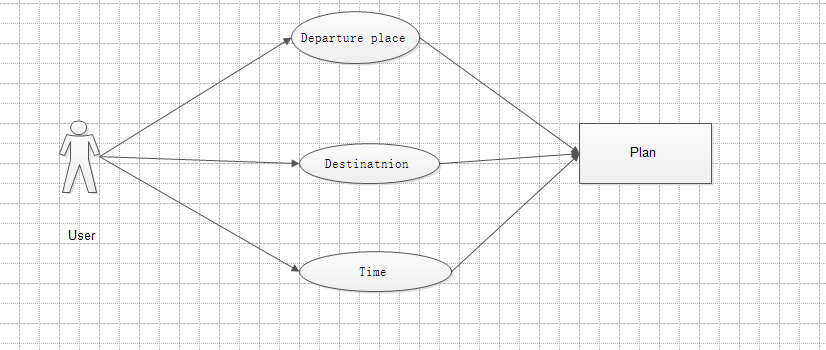 Departure place
Destinatnion
Plan
User
Time